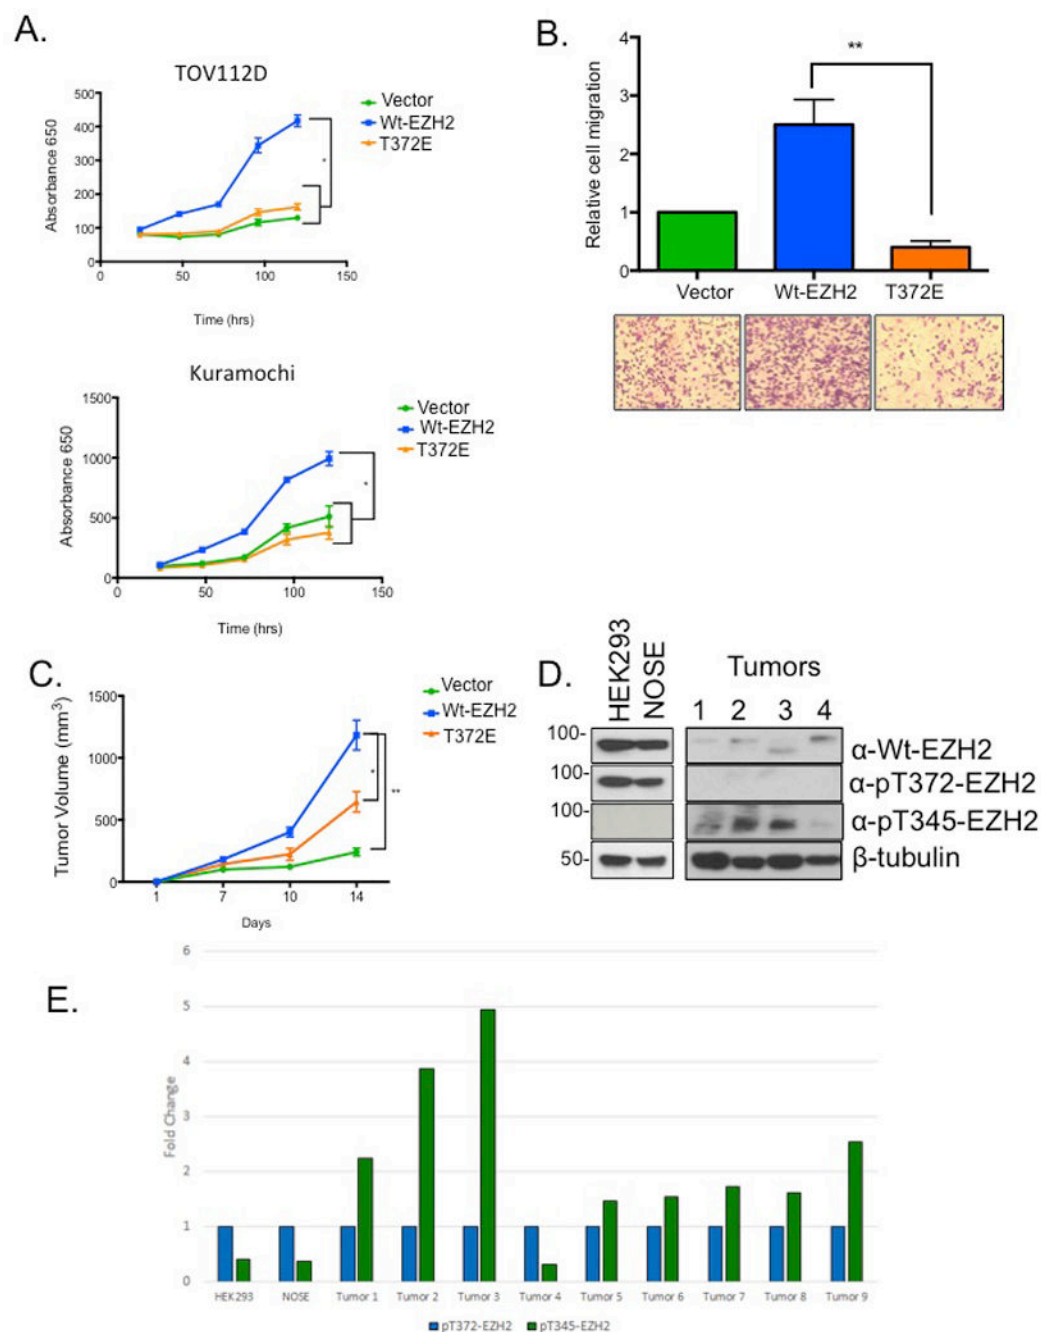 A.
TOV112D
500
400
300
200
100
0
0 50 100 150
Absorbance 650
Time (hrs)
Vector
Wt-EZH2
T372E
*
Kuramochi
1500
1000
500
0
0 50 100 150
Absorbance 650
Time (hrs)
Vector
Wt-EZH2
T372E
*
B.
4
3
2
1
0
Relative cell migration
**
Vector Wt-EZH2 T372E
C.
1500
1000
500
0
1 7 10 14
Tumor Volume (mm³)
Days
Vector
Wt-EZH2
T372E
*
**
D.
HEK293
NOSE
Tumors
1 2 3 4
100- α-Wt-EZH2
100- α-pT372-EZH2
100- α-pT345-EZH2
50- β-tubulin
E.
6
5
4
3
2
1
0
Fold Change
HEK293 NOSE Tumor 1 Tumor 2 Tumor 3 Tumor 4 Tumor 5 Tumor 6 Tumor 7 Tumor 8 Tumor 9
pT372-EZH2 pT345-EZH2